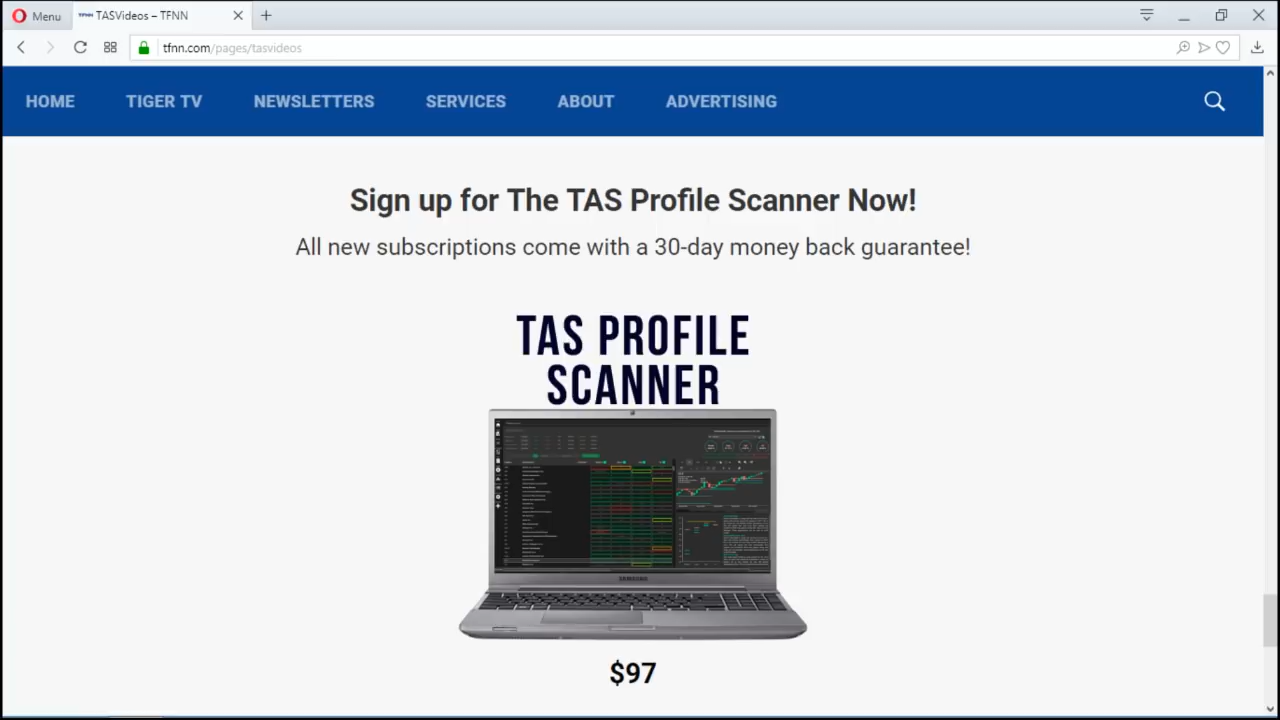 Menu
TFNN TASVideos – TFNN
tfnn.com/pages/tasvideos
HOME
TIGER TV
NEWSLETTERS
SERVICES
ABOUT
ADVERTISING
Sign up for The TAS Profile Scanner Now!
All new subscriptions come with a 30-day money back guarantee!
TAS PROFILE
SCANNER
SAMSUNG
$97